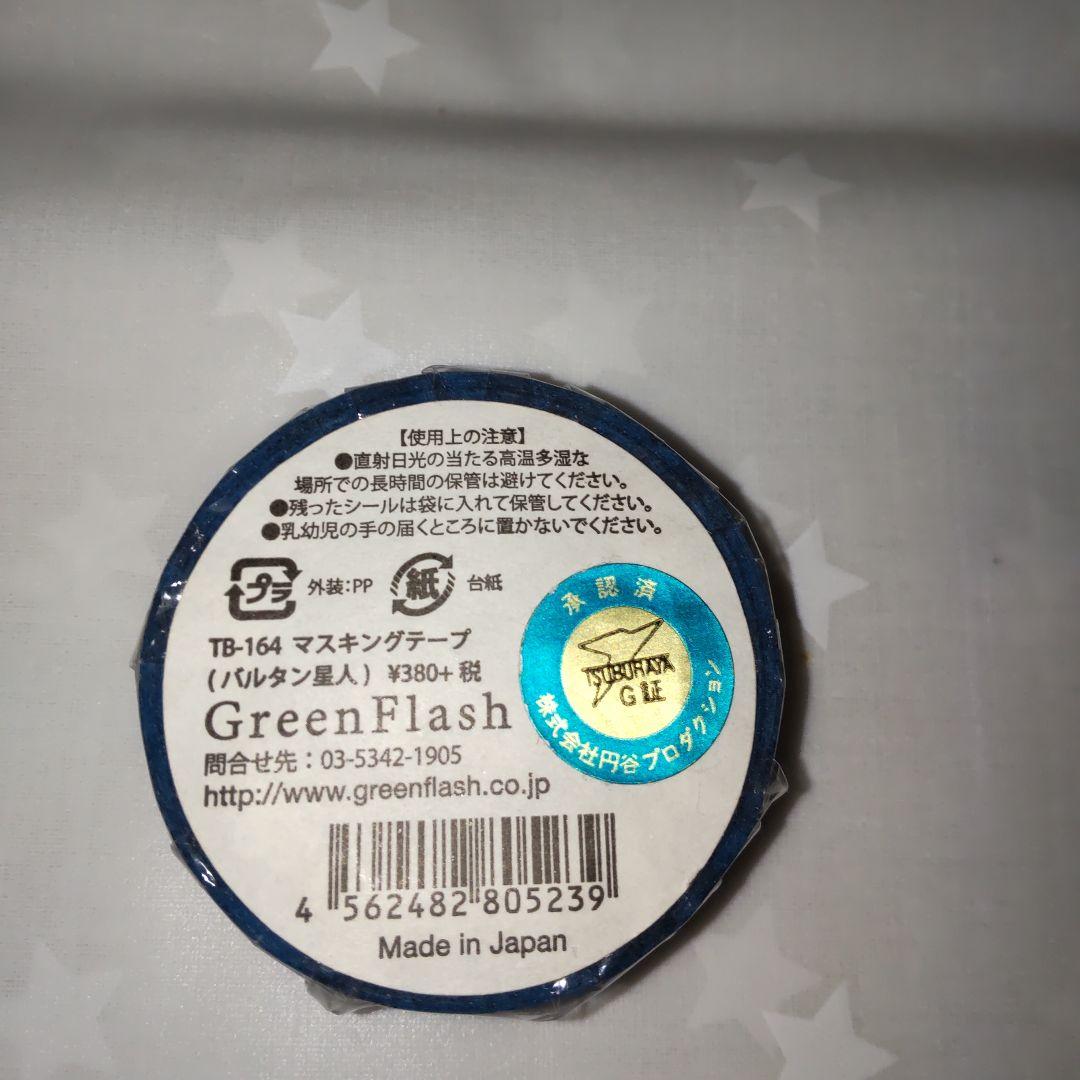 【使用上の注意】
●直射日光の当たる高温多湿な
場所での長時間の保管は避けてください。
●残ったシールは袋に入れて保管してください。
●乳幼児の手の届くところに置かないでください。
プラ 外装:PP 紙 台紙
TB-164 マスキングテープ
(バルタン星人) ¥380+税
GreenFlash
問合せ先:03-5342-1905
http://www.greenflash.co.jp
承認済
TSUBURAYA
G証
株式会社円谷プロダクション
4 562482 805239
Made in Japan